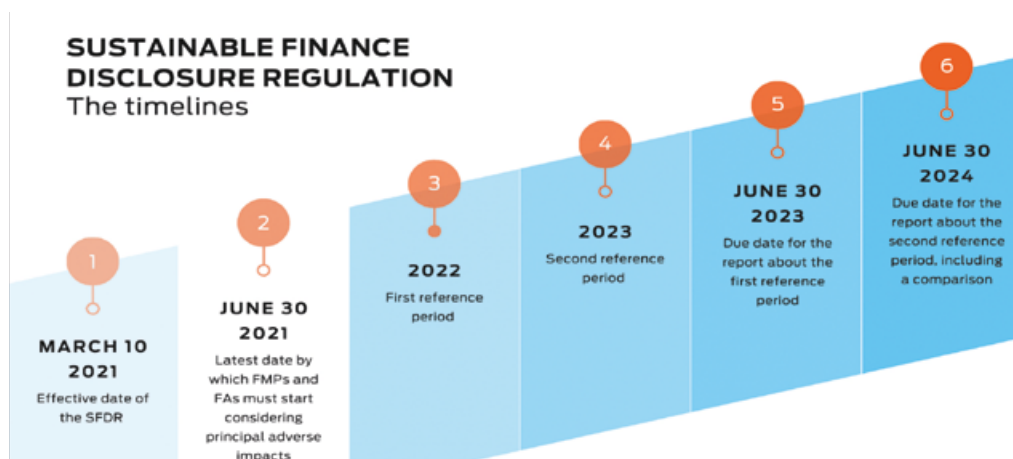 SUSTAINABLE FINANCE
DISCLOSURE REGULATION
The timelines
1
MARCH 10
2021
Effective date of
the SFDR
2
JUNE 30
2021
Latest date by
which FMPs and
FAs must start
considering
principal adverse
impacts
3
2022
First reference
period
4
2023
Second reference
period
5
JUNE 30
2023
Due date for the
report about the
first reference
period
6
JUNE 30
2024
Due date for the
report about the
second reference
period, including
a comparison